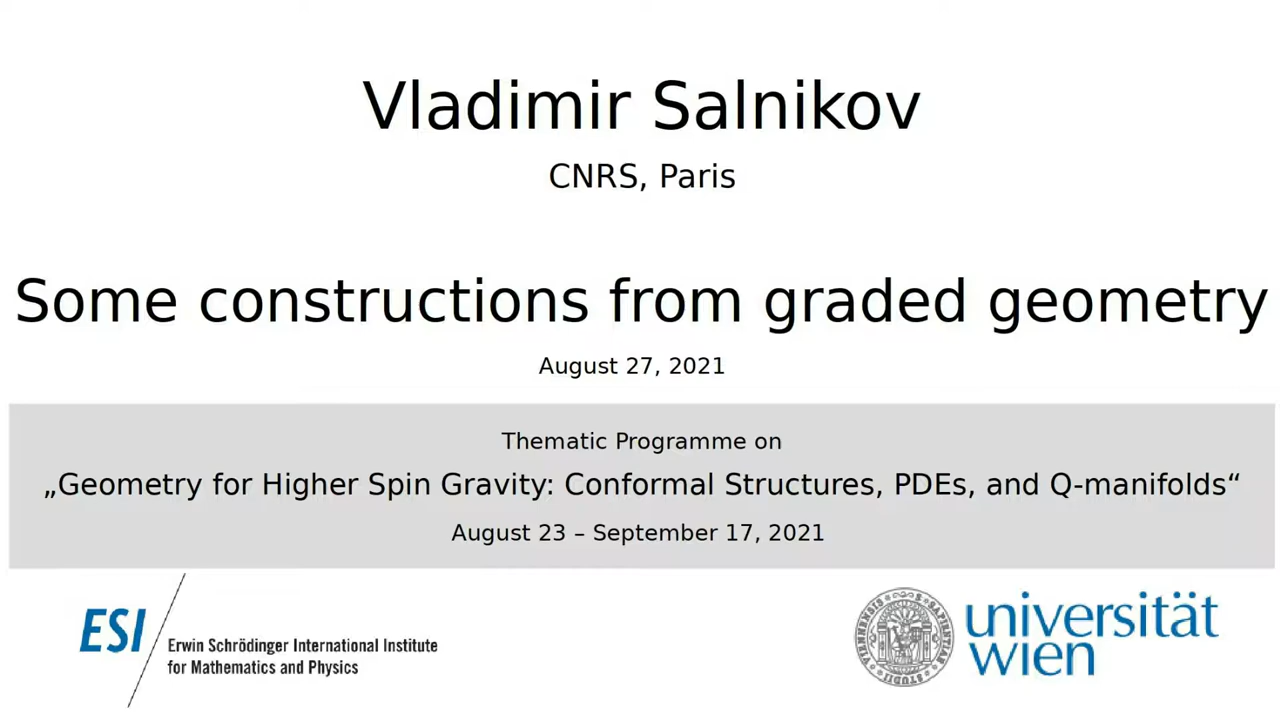 Vladimir Salnikov
CNRS, Paris
Some constructions from graded geometry
August 27, 2021
Thematic Programme on
„Geometry for Higher Spin Gravity: Conformal Structures, PDEs, and Q-manifolds“
August 23 – September 17, 2021
ESI
Erwin Schrödinger International Institute
for Mathematics and Physics
universität
wien